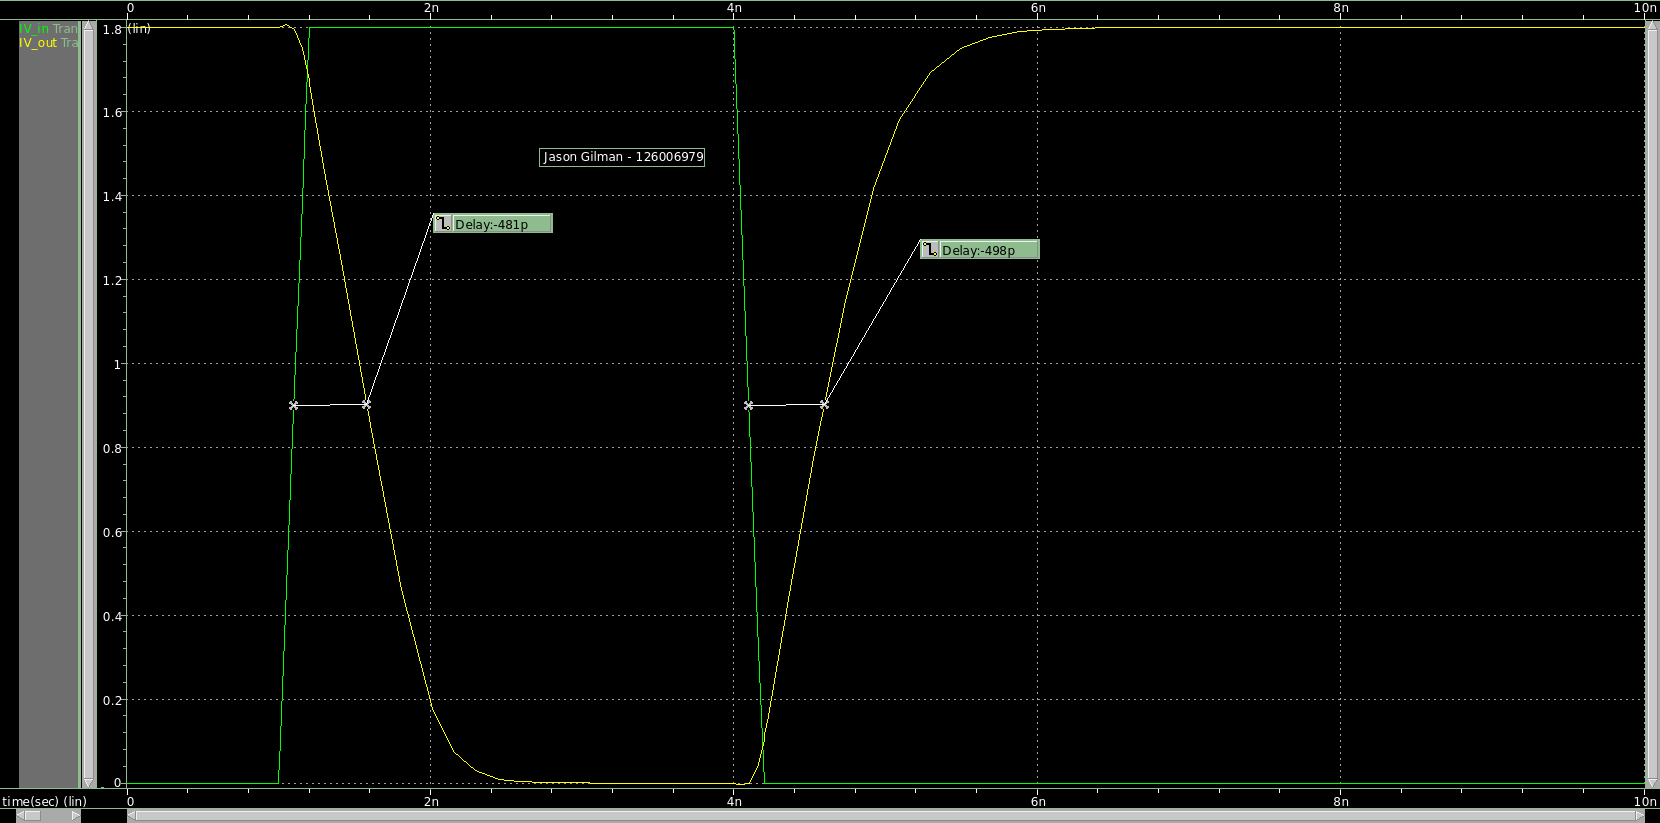 0 2n 4n 6n 8n 10n
IV_in Tran
IV_out Tra
1.8 (lin)
1.6
Jason Gilman - 126006979
1.4
Delay:-481p
Delay:-498p
1.2
1
0.8
0.6
0.4
0.2
0
time(sec) (lin) 0 2n 4n 6n 8n 10n